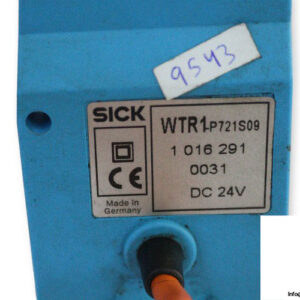 9543
SICK
WTR1-P721S09
1 016 291
0031
DC 24V
CE
Made in
Germany